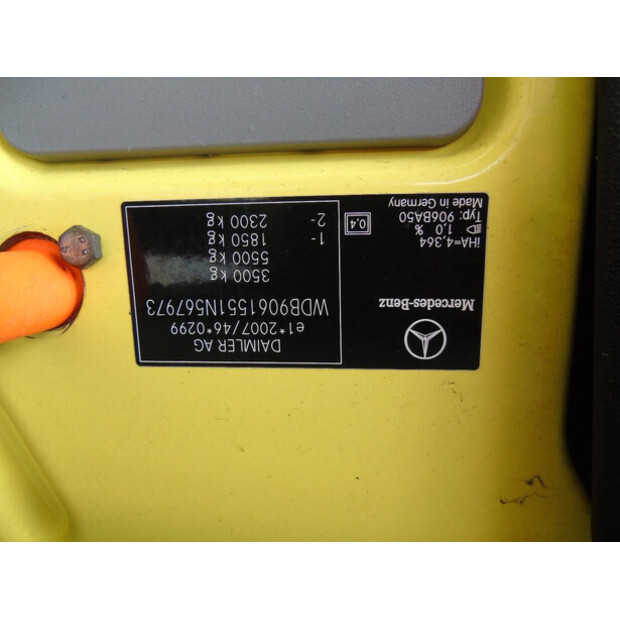 Mercedes-Benz
iHA=4,364
1.0 %
Typ: 906BA50
Made in Germany
0,4
DAIMLER AG
e1*2007/46*0299
WDB9061551N567973
3500 kg
5500 kg
1- 1850 kg
2- 2300 kg